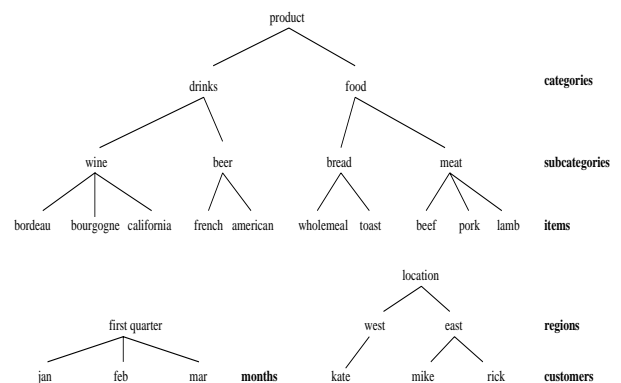 product
drinks food categories
wine beer bread meat subcategories
bordeau bourgogne california french american wholemeal toast beef pork lamb items
location
first quarter west east regions
jan feb mar months kate mike rick customers